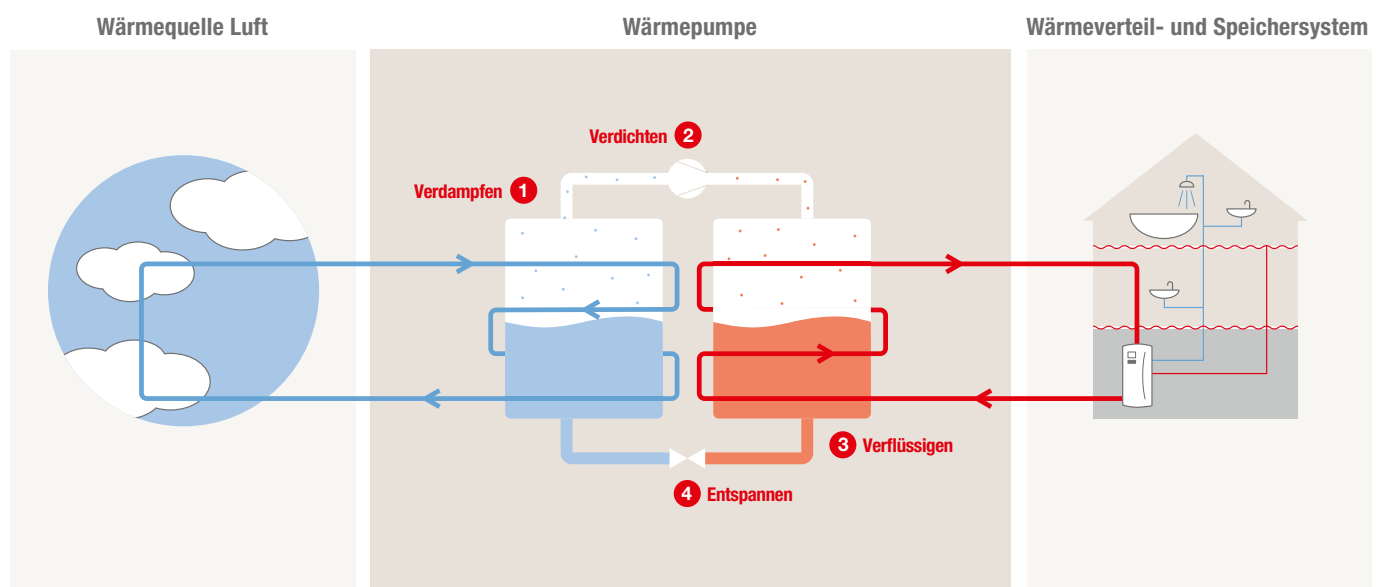 Wärmequelle Luft
Wärmepumpe
Wärmeverteil- und Speichersystem
Verdichten 2
Verdampfen 1
3 Verflüssigen
4 Entspannen